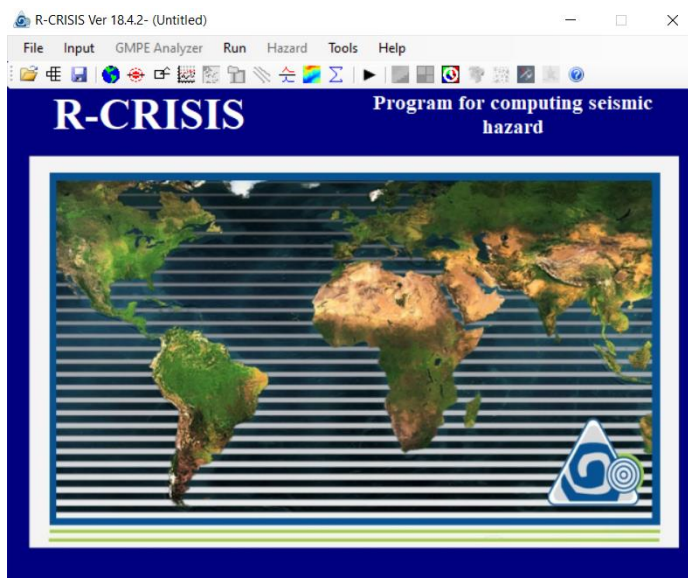 R-CRISIS Ver 18.4.2- (Untitled)
File Input GMPE Analyzer Run Hazard Tools Help
R-CRISIS
Program for computing seismic
hazard